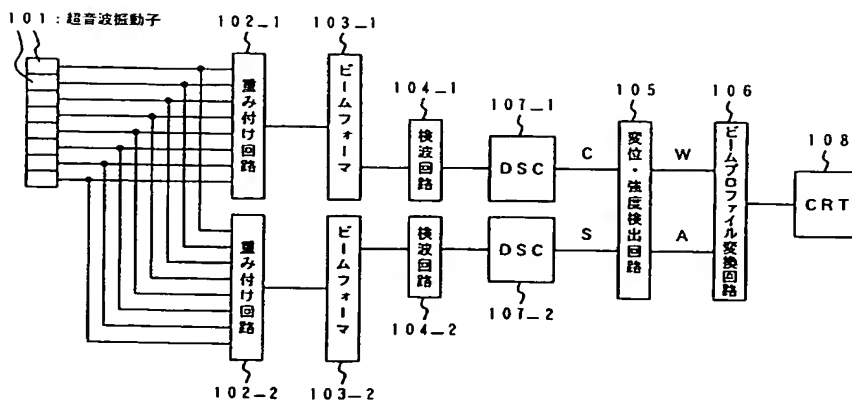 101：超音波振動子
102_1
103_1
104_1
107_1
105
106
108
重み付け回路
ビームフォーマ
検波回路
DSC
C
変位・強度検出回路
W
ビームプロファイル変換回路
CRT
重み付け回路
ビームフォーマ
検波回路
DSC
S
A
104_2
107_2
102_2
103_2